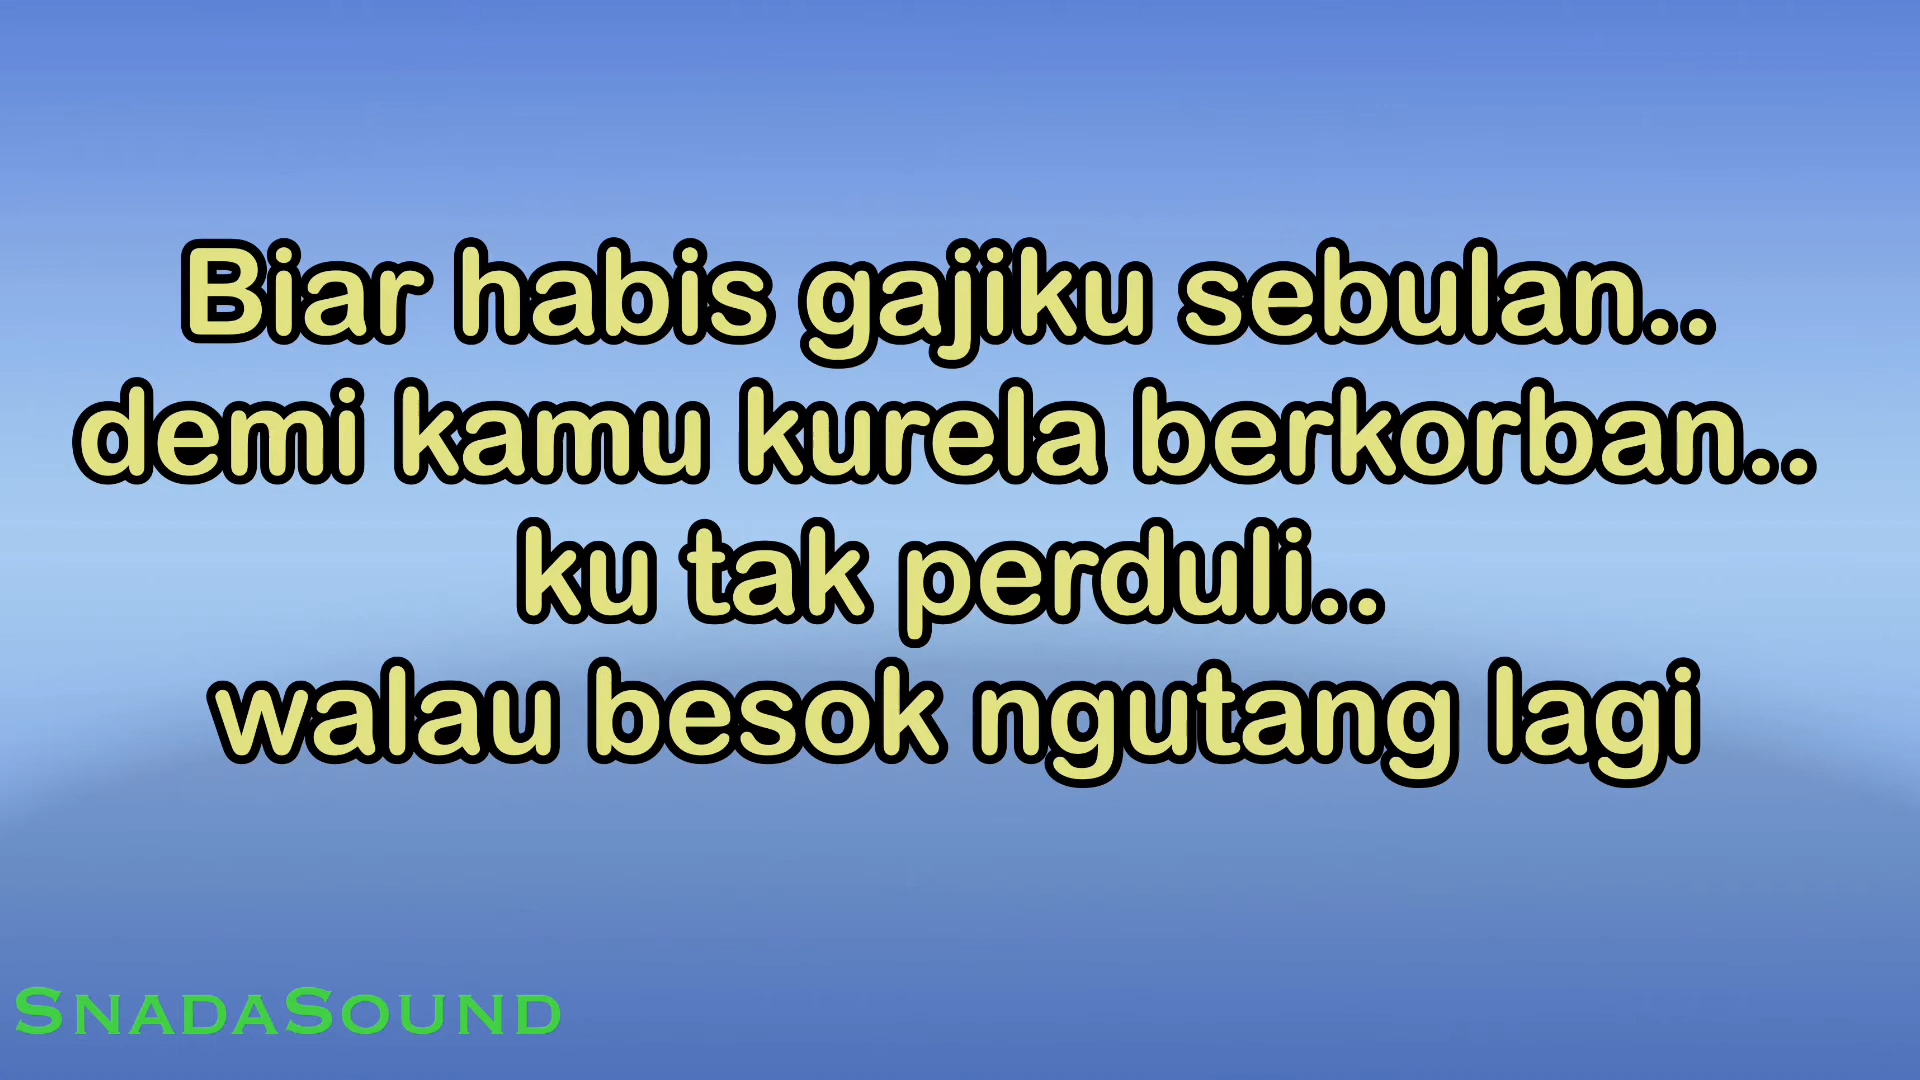 Biar habis gajiku sebulan..
demi kamu kurela berkorban..
ku tak perduli..
walau besok ngutang lagi
SNADASOUND